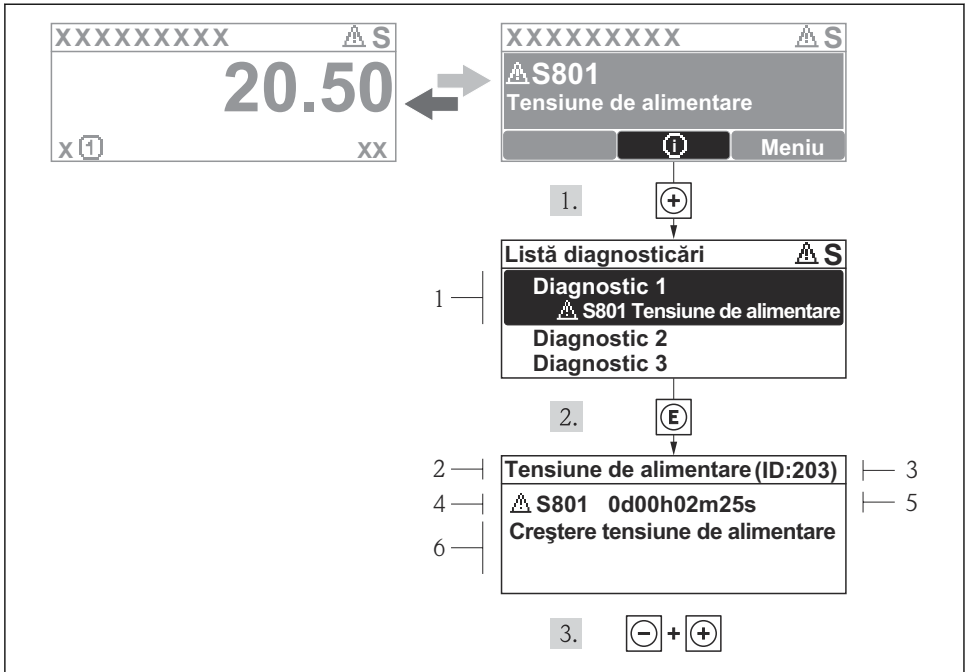 XXXXXXXXX ⚠ S
20.50
x ① xx
XXXXXXXXX ⚠ S
⚠ S801
Tensiune de alimentare
ⓘ Meniu
1. +
Listă diagnosticări ⚠ S
1
Diagnostic 1
⚠ S801 Tensiune de alimentare
Diagnostic 2
Diagnostic 3
2. E
2 Tensiune de alimentare (ID:203) 3
4 ⚠ S801 0d00h02m25s 5
6 Creştere tensiune de alimentare
3. - + +